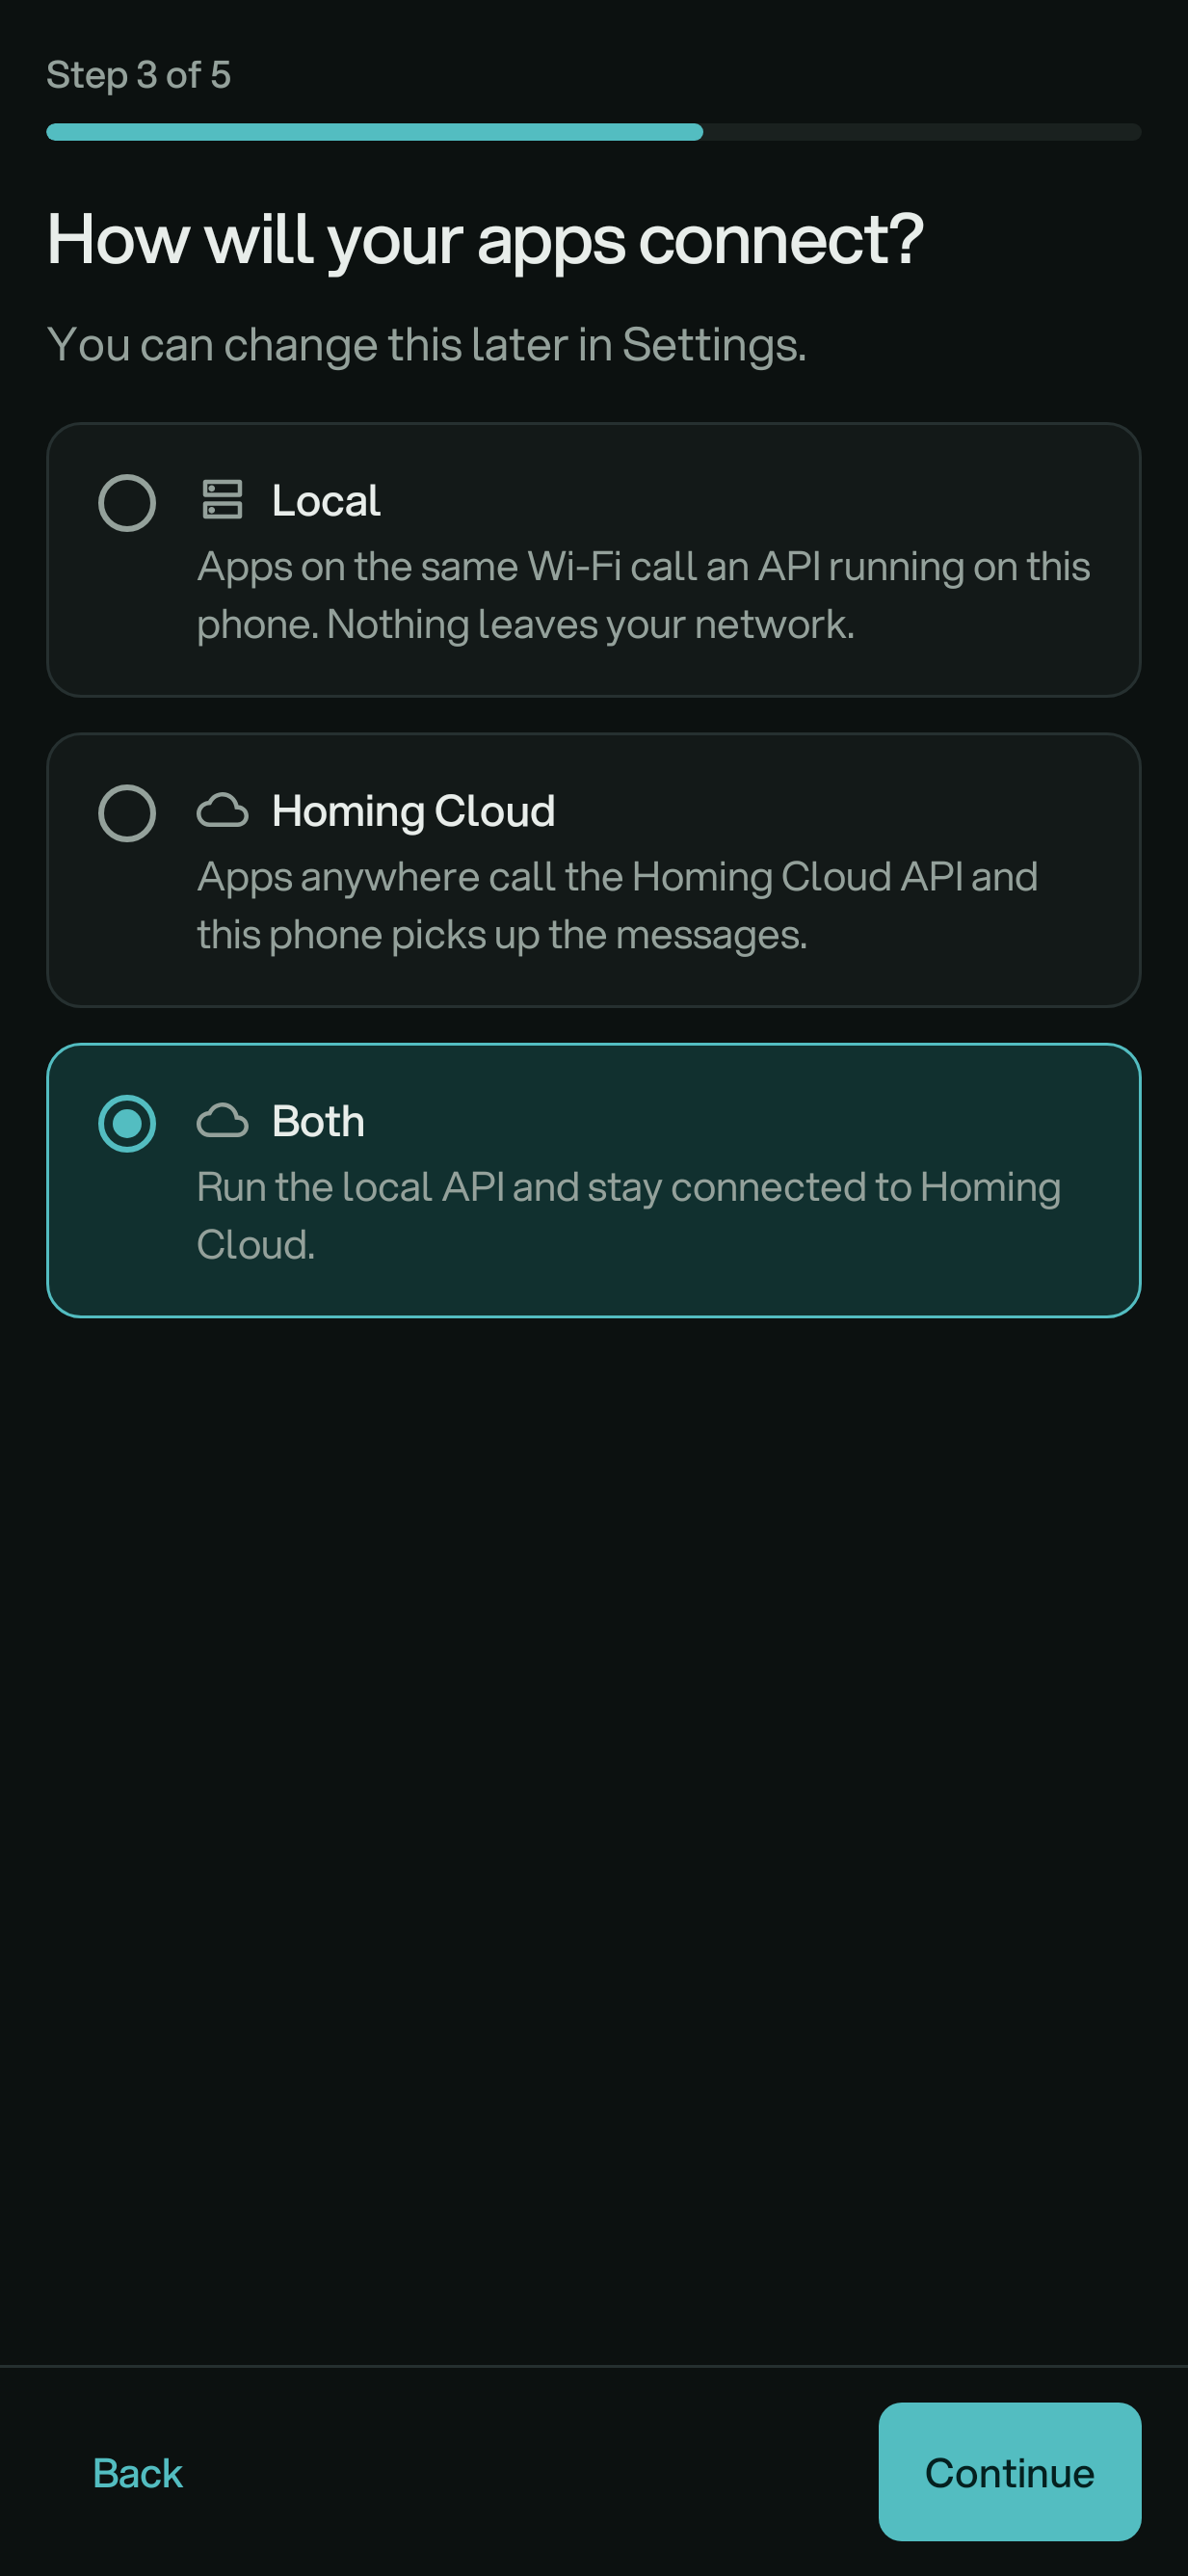 Step 3 of 5
How will your apps connect?
You can change this later in Settings.
Local
Apps on the same Wi-Fi call an API running on this
phone. Nothing leaves your network.
Homing Cloud
Apps anywhere call the Homing Cloud API and
this phone picks up the messages.
Both
Run the local API and stay connected to Homing
Cloud.
Back
Continue